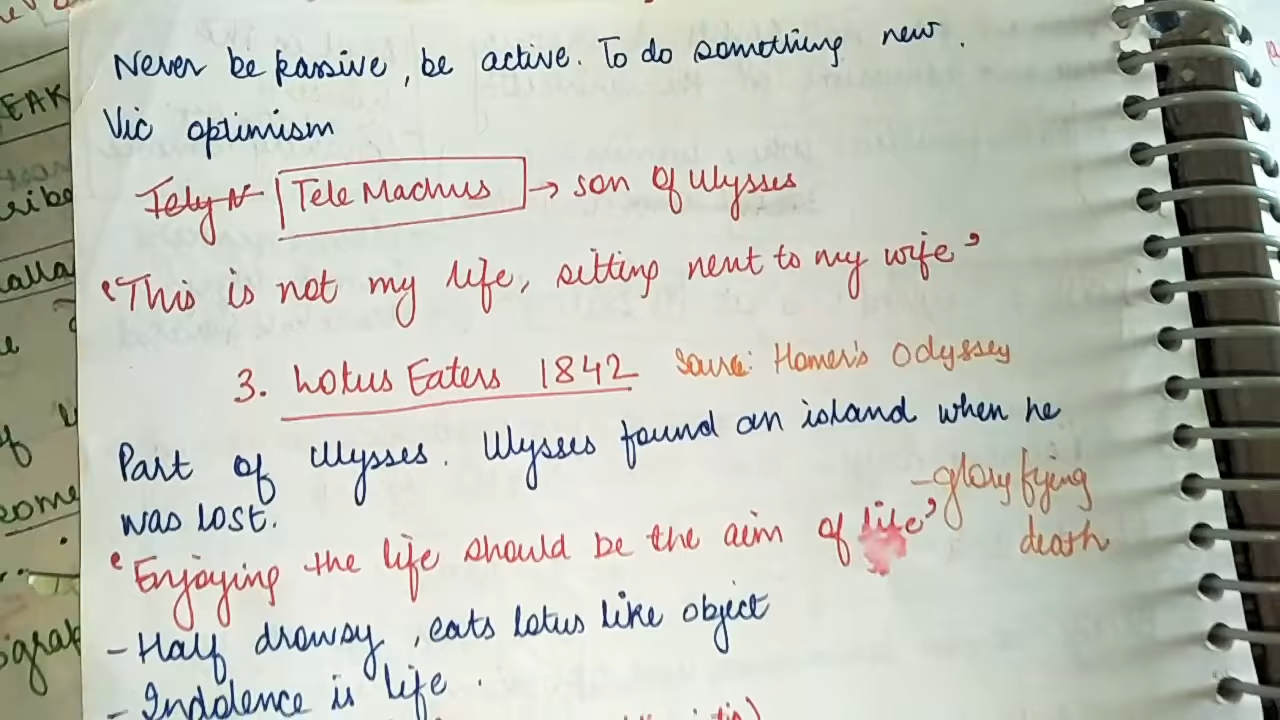 EAK
Never be passive, be active. To do something new.
Vic optimism
Tele Machus → son of Ulysses
'This is not my life, sitting next to my wife'
3. Lotus Eaters 1842 Source: Homer's Odyssey
Part of Ulysses. Ulysses found an island when he
was lost.
- gloryfying
death
'Enjoying the life should be the aim of life'
- Half drowsy, eats lotus like object
- Indolence is life.